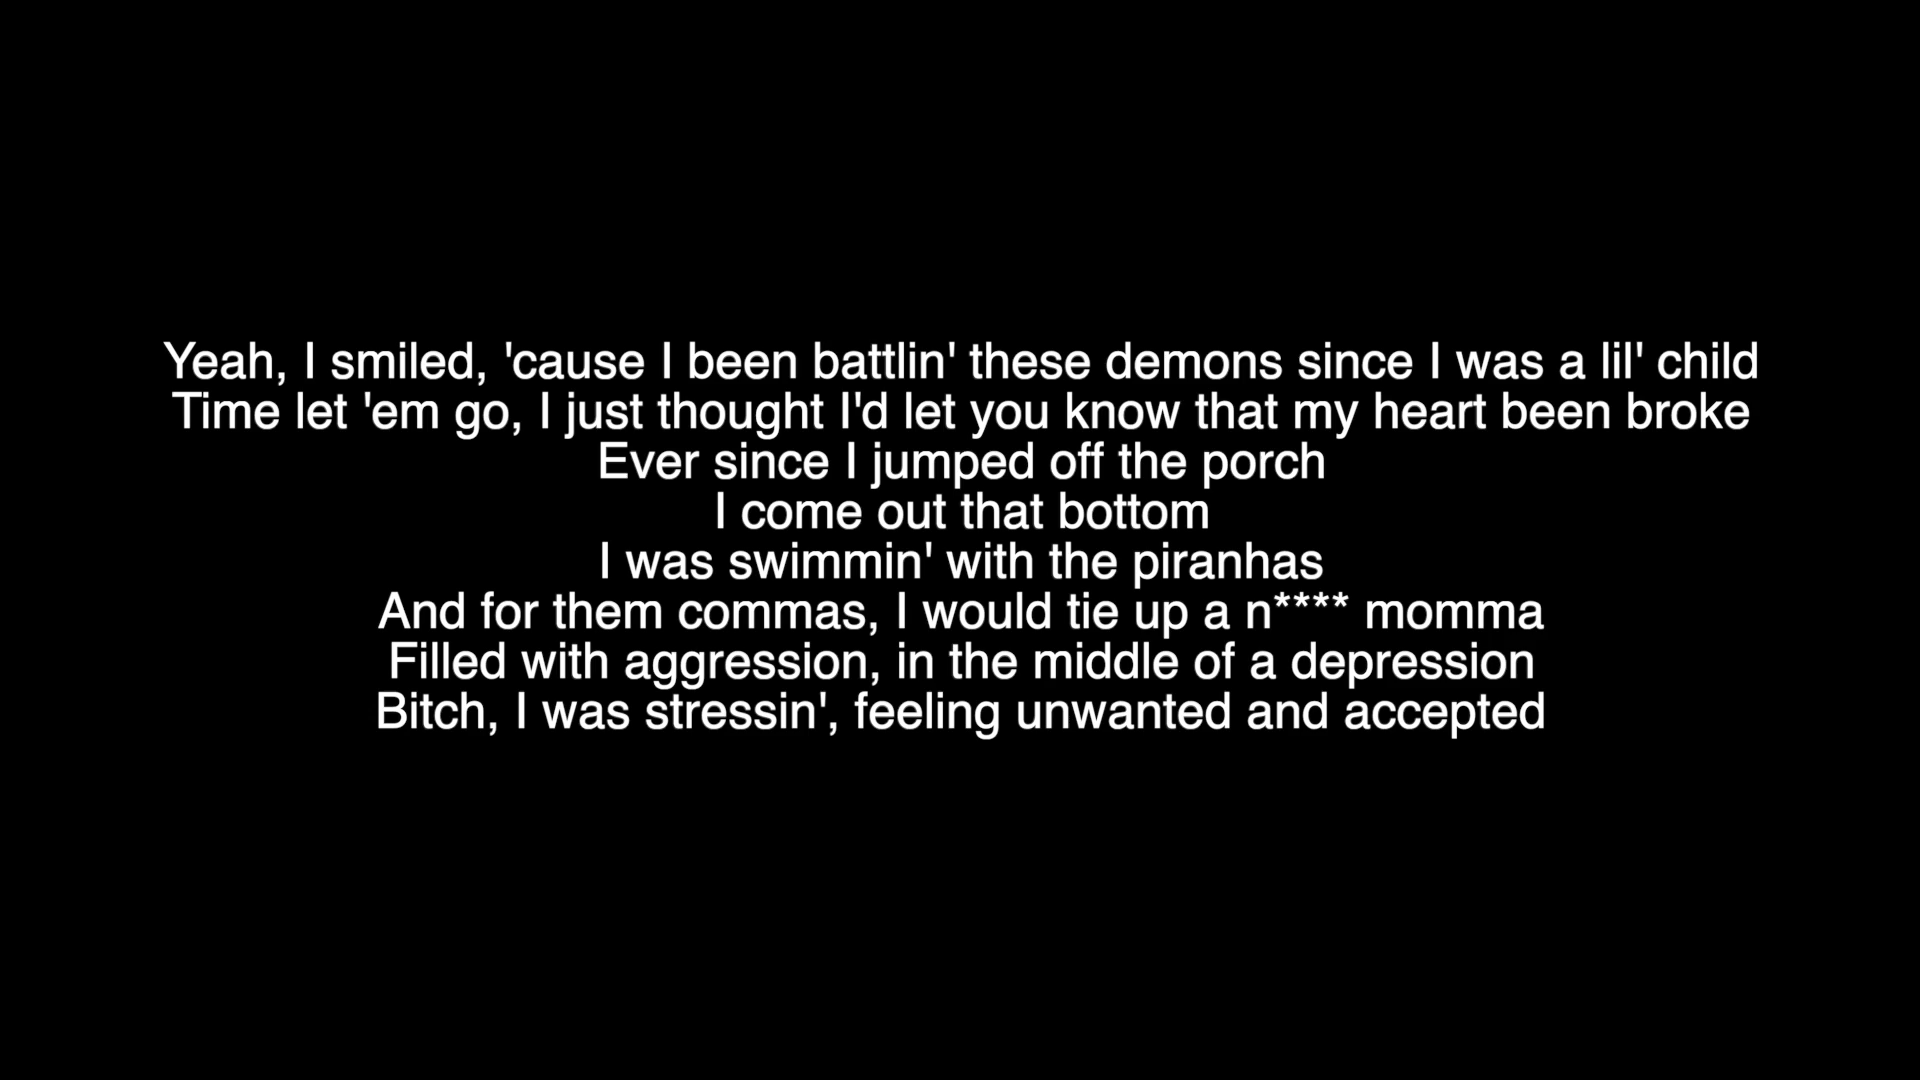 Yeah, I smiled, 'cause I been battlin' these demons since I was a lil' child
Time let 'em go, I just thought I'd let you know that my heart been broke
Ever since I jumped off the porch
I come out that bottom
I was swimmin' with the piranhas
And for them commas, I would tie up a n**** momma
Filled with aggression, in the middle of a depression
Bitch, I was stressin', feeling unwanted and accepted